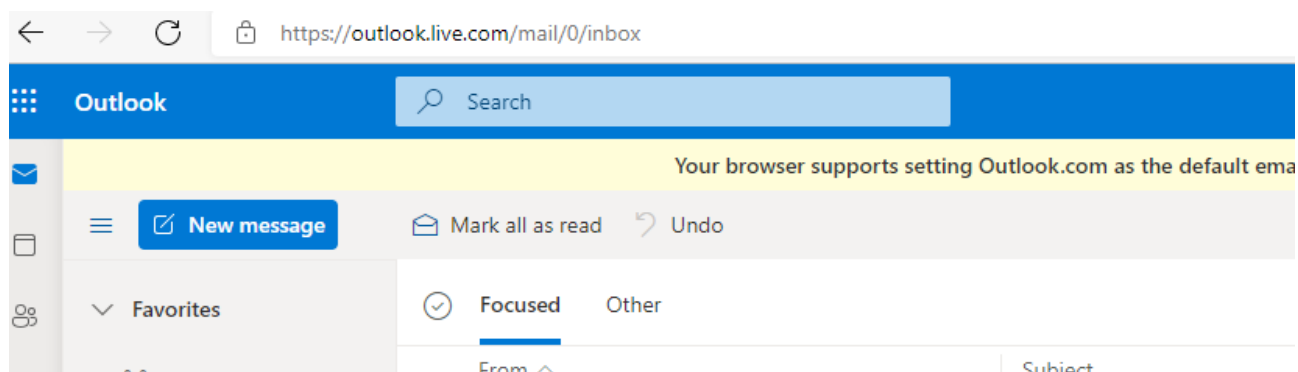 https://outlook.live.com/mail/0/inbox
Outlook
Search
Your browser supports setting Outlook.com as the default ema
New message
Mark all as read
Undo
Favorites
Focused
Other
From
Subject